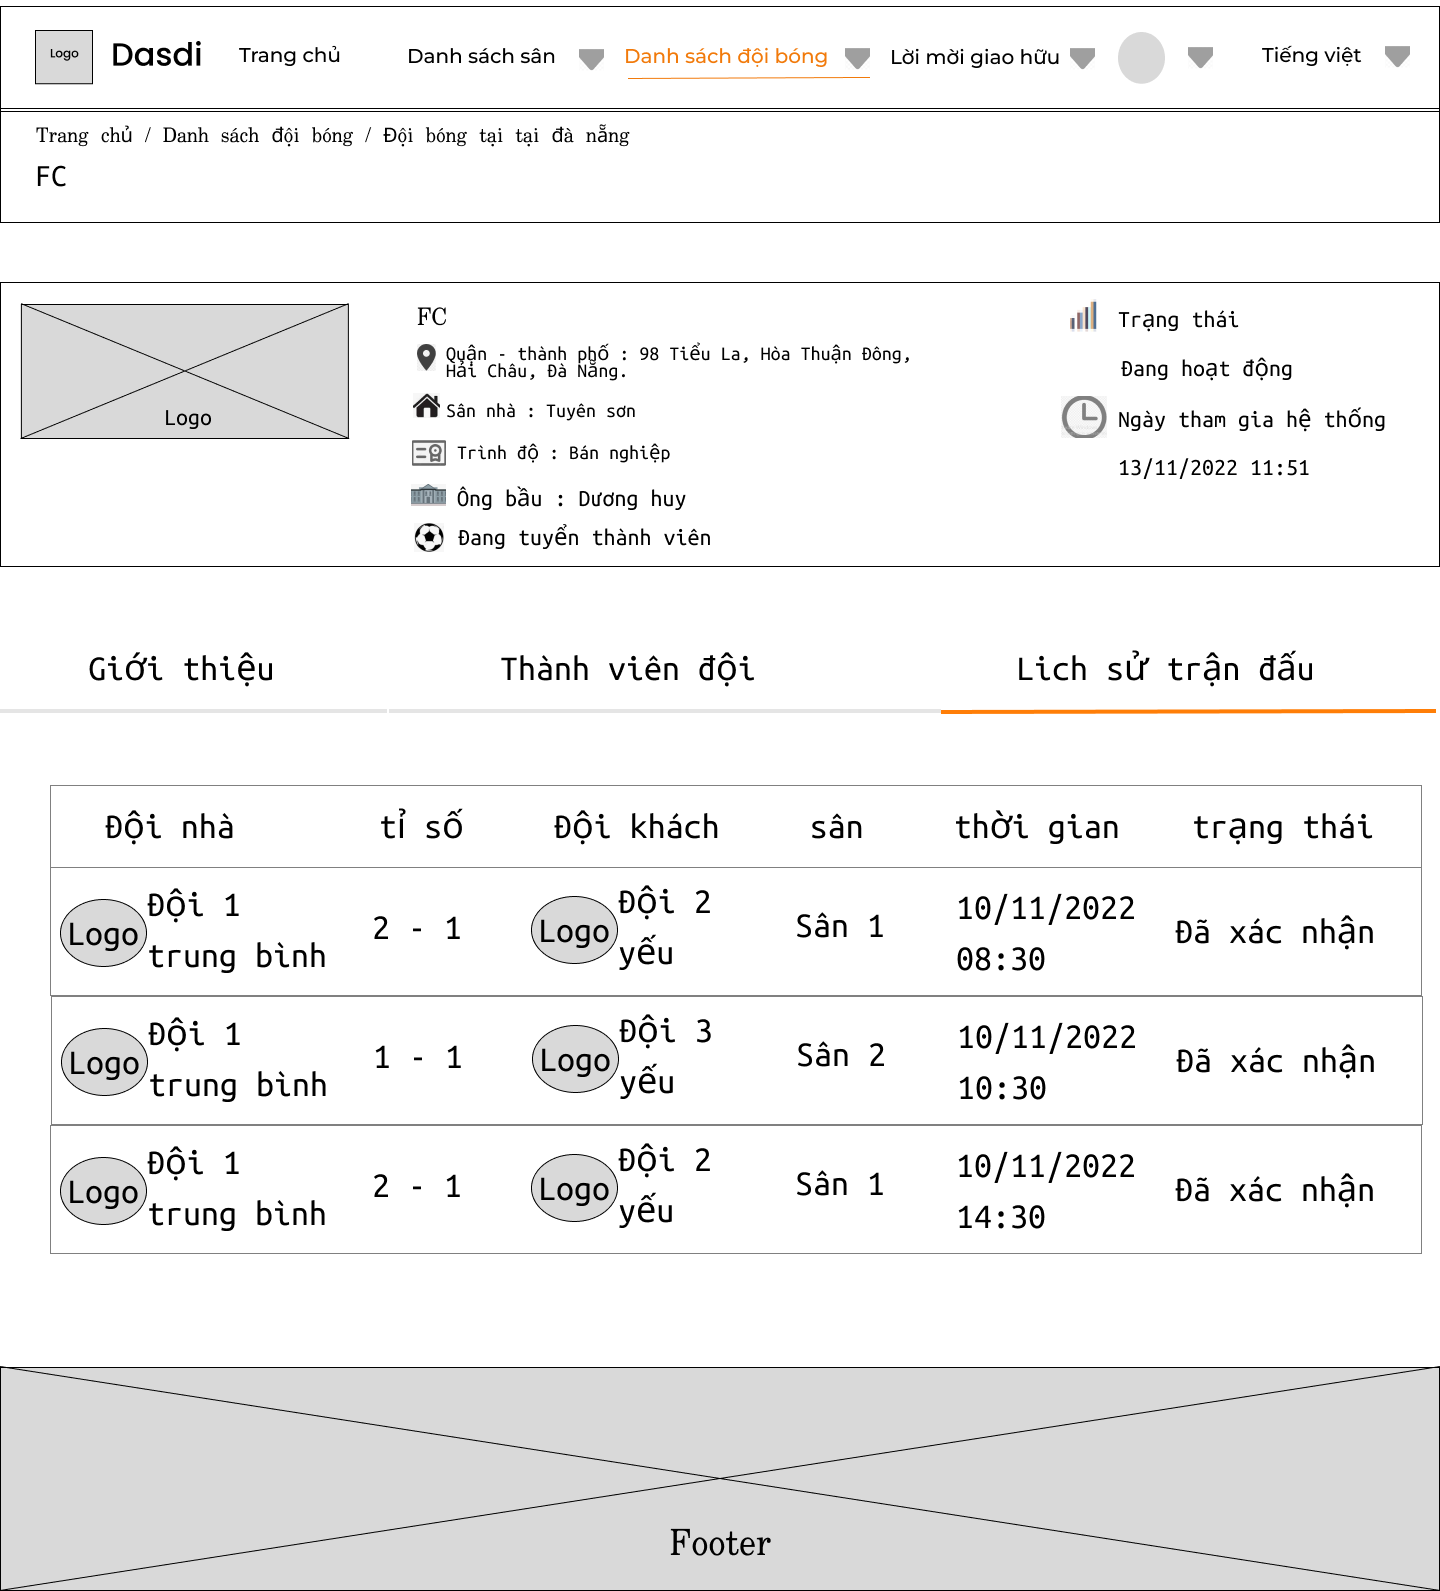 Logo
Dasdi
Trang chủ
Danh sách sân
Danh sách đội bóng
Lời mời giao hữu
Tiếng việt
Trang chủ / Danh sách đội bóng / Đội bóng tại tại đà nẵng
FC
Logo
FC
Quận - thành phố : 98 Tiểu La, Hòa Thuận Đông,
Hải Châu, Đà Nẵng.
Sân nhà : Tuyên sơn
Trình độ : Bán nghiệp
Ông bầu : Dương huy
Đang tuyển thành viên
Trạng thái
Đang hoạt động
Ngày tham gia hệ thống
13/11/2022 11:51
Giới thiệu
Thành viên đội
Lich sử trận đấu
Đội nhà
tỉ số
Đội khách
sân
thời gian
trạng thái
Logo
Đội 1
trung bình
2 - 1
Logo
Đội 2
yếu
Sân 1
10/11/2022
08:30
Đã xác nhận
Logo
Đội 1
trung bình
1 - 1
Logo
Đội 3
yếu
Sân 2
10/11/2022
10:30
Đã xác nhận
Logo
Đội 1
trung bình
2 - 1
Logo
Đội 2
yếu
Sân 1
10/11/2022
14:30
Đã xác nhận
Footer